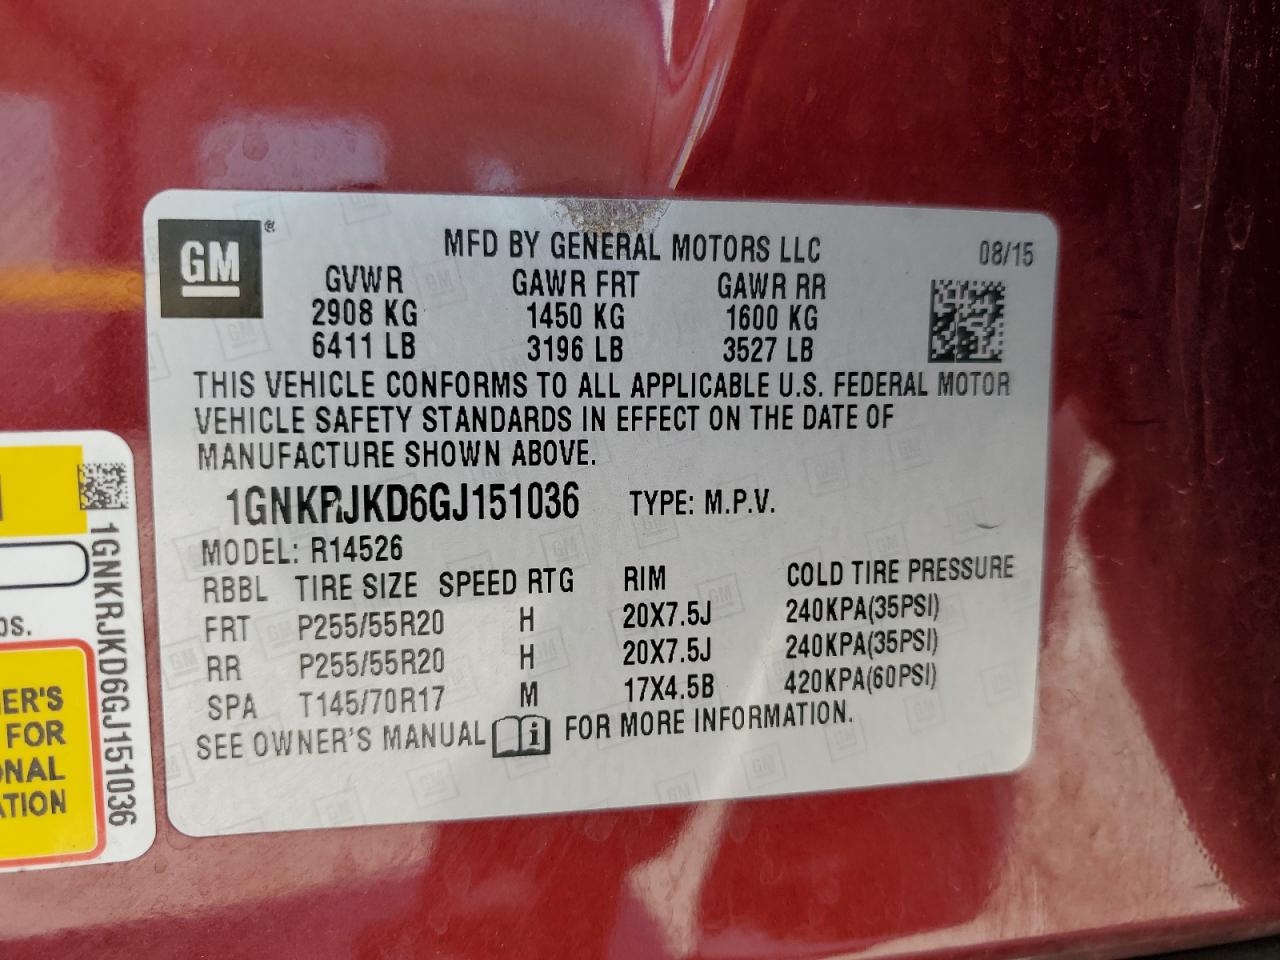 GM ®
MFD BY GENERAL MOTORS LLC 08/15
GVWR GAWR FRT GAWR RR
2908 KG 1450 KG 1600 KG
6411 LB 3196 LB 3527 LB
THIS VEHICLE CONFORMS TO ALL APPLICABLE U.S. FEDERAL MOTOR
VEHICLE SAFETY STANDARDS IN EFFECT ON THE DATE OF
MANUFACTURE SHOWN ABOVE.
1GNKRJKD6GJ151036 TYPE: M.P.V.
MODEL: R14526
RBBL TIRE SIZE SPEED RTG RIM COLD TIRE PRESSURE
FRT P255/55R20 H 20X7.5J 240KPA(35PSI)
RR P255/55R20 H 20X7.5J 240KPA(35PSI)
SPA T145/70R17 M 17X4.5B 420KPA(60PSI)
SEE OWNER'S MANUAL i FOR MORE INFORMATION.
1GNKRJKD6GJ151036
ER'S
FOR
ONAL
ATION